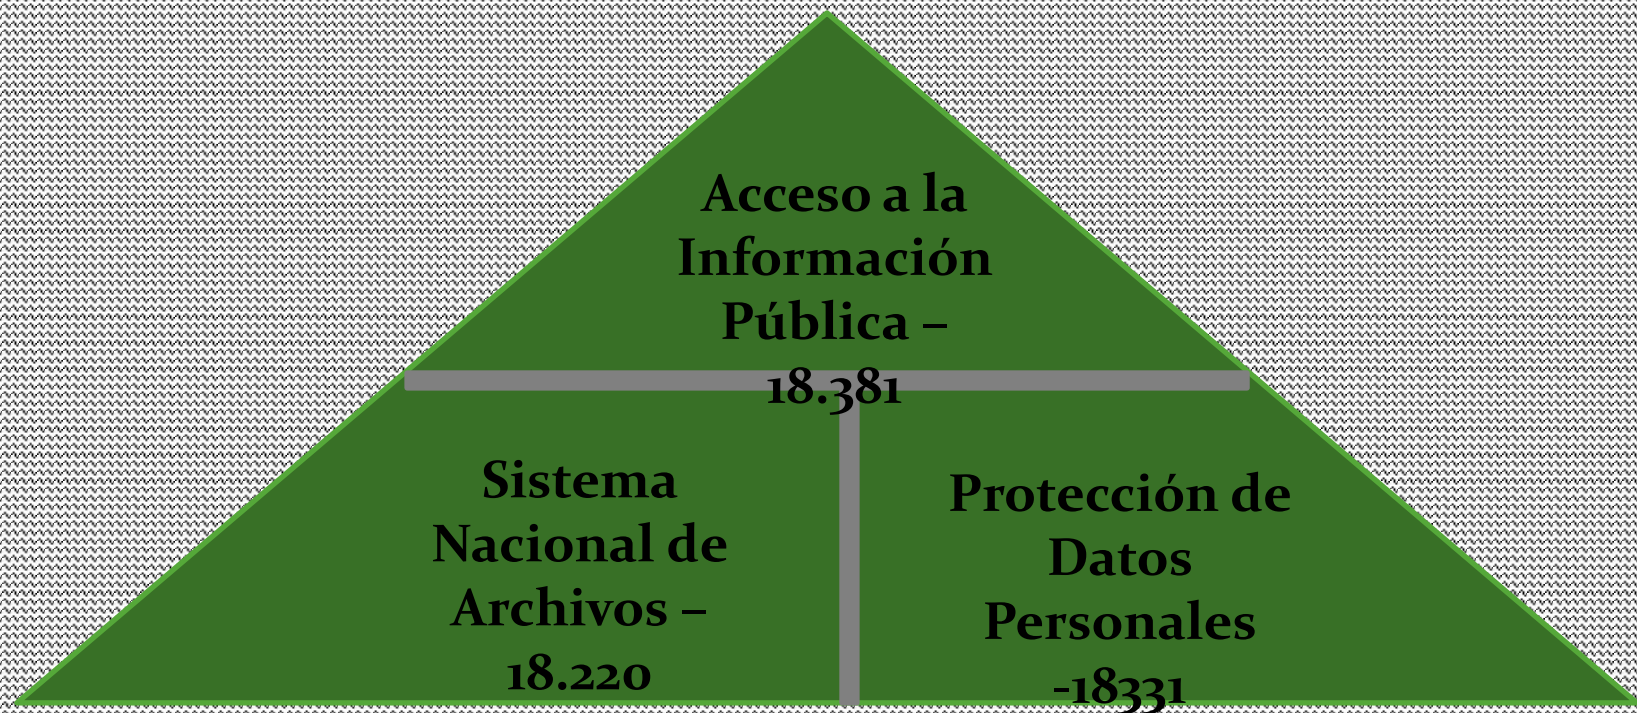 Acceso a la
Información
Pública –
18.381
Sistema
Nacional de
Archivos –
18.220
Protección de
Datos
Personales
-18331